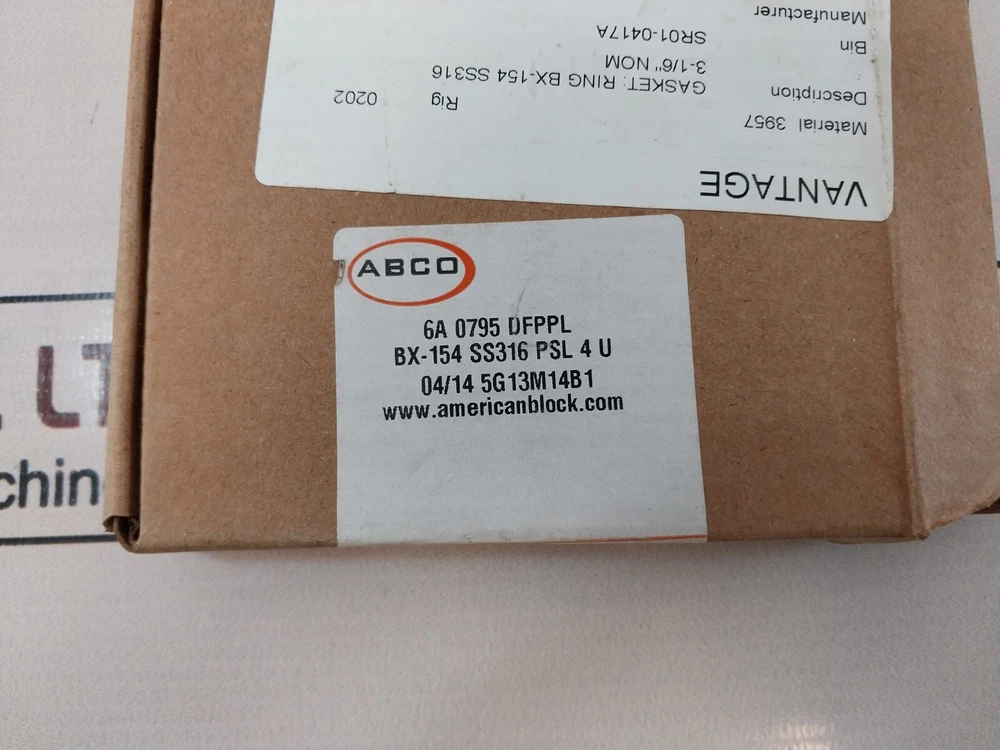 VANTAGE
Material 3957
Description GASKET: RING BX-154 SS316
3-1/6" NOM
Rig 0202
Bin SR01-0417A
Manufacturer
ABCO
6A 0795 DFPPL
BX-154 SS316 PSL 4 U
04/14 5G13M14B1
www.americanblock.com
LT
chin